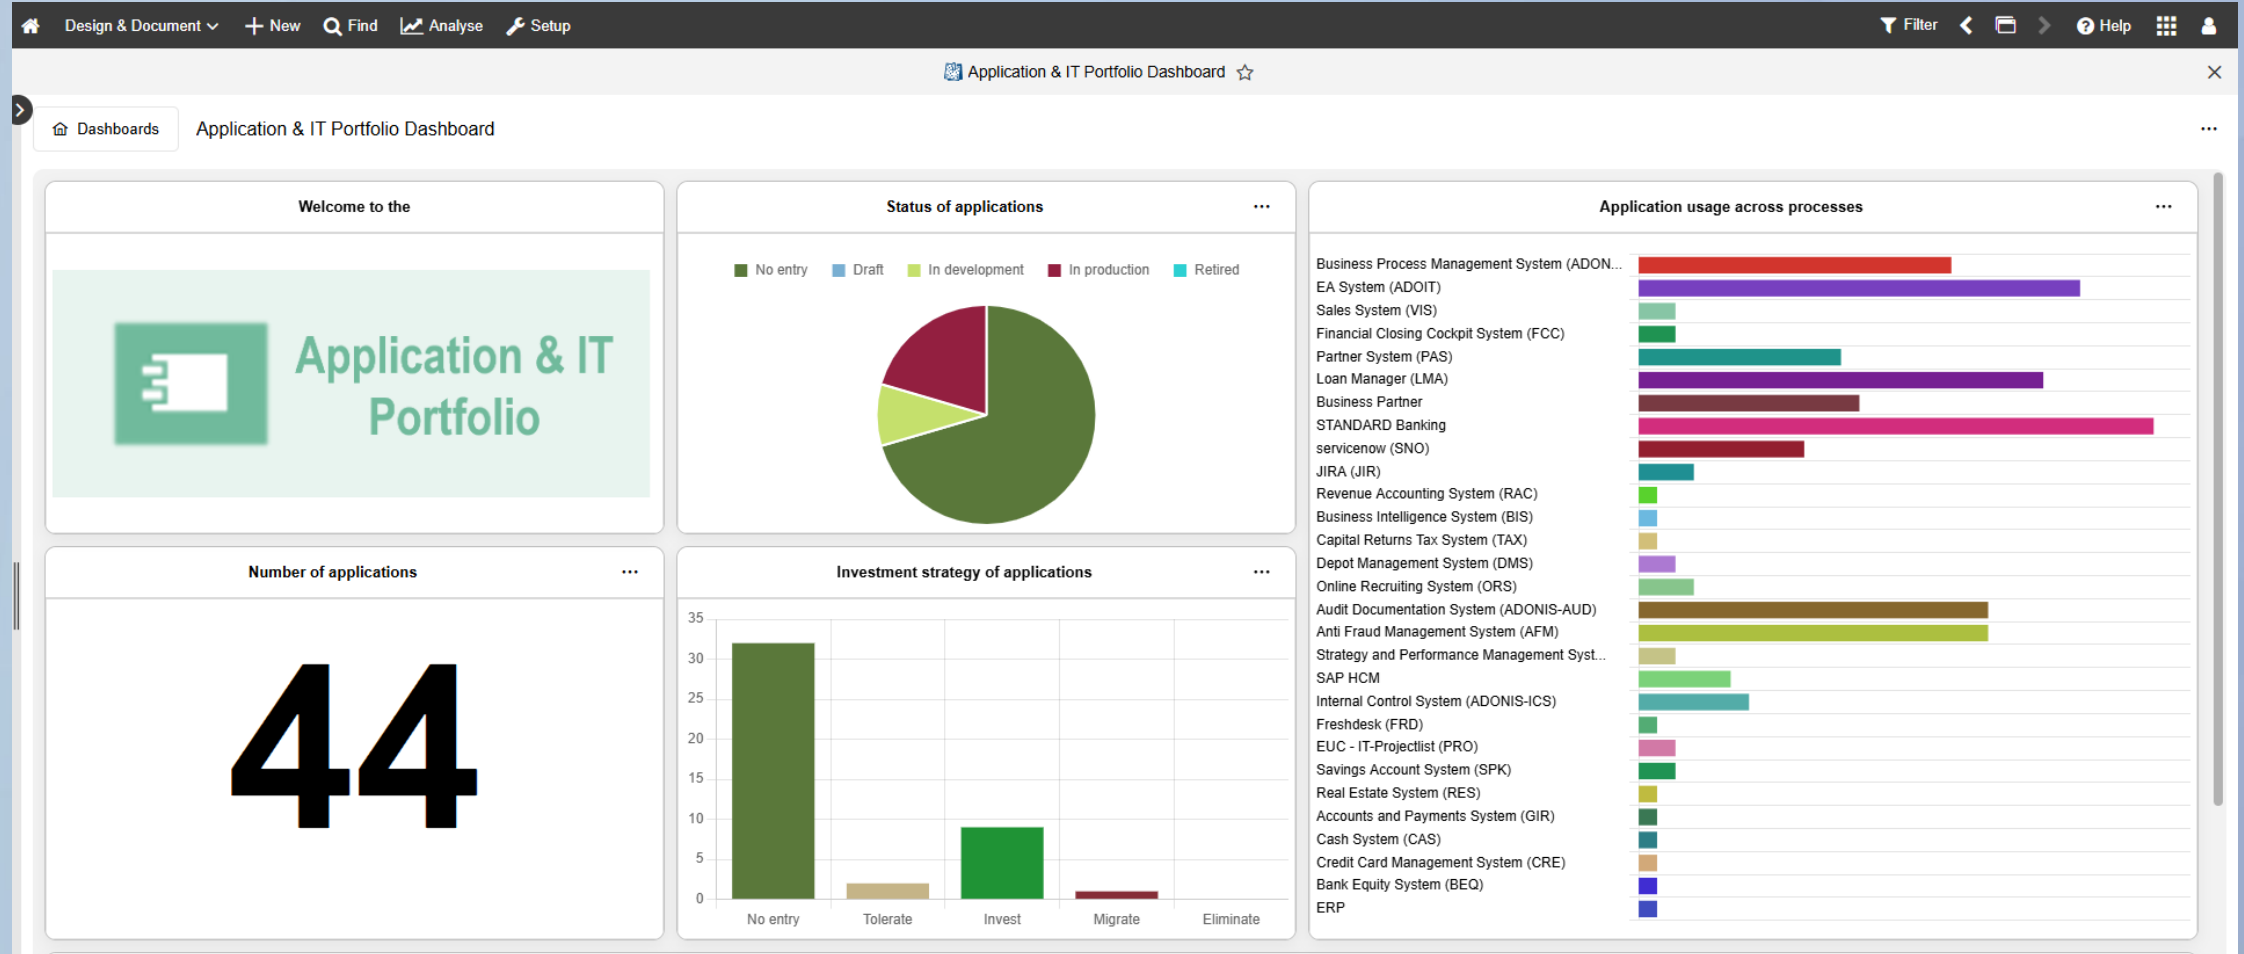 Design & Document
New
Find
Analyse
Setup
Filter
Help
Application & IT Portfolio Dashboard
Dashboards
Application & IT Portfolio Dashboard
Welcome to the
Application & IT
Portfolio
Status of applications
No entry
Draft
In development
In production
Retired
Number of applications
44
Investment strategy of applications
35
30
25
20
15
10
5
0
No entry
Tolerate
Invest
Migrate
Eliminate
Application usage across processes
Business Process Management System (ADON...
EA System (ADOIT)
Sales System (VIS)
Financial Closing Cockpit System (FCC)
Partner System (PAS)
Loan Manager (LMA)
Business Partner
STANDARD Banking
servicenow (SNO)
JIRA (JIR)
Revenue Accounting System (RAC)
Business Intelligence System (BIS)
Capital Returns Tax System (TAX)
Depot Management System (DMS)
Online Recruiting System (ORS)
Audit Documentation System (ADONIS-AUD)
Anti Fraud Management System (AFM)
Strategy and Performance Management Syst...
SAP HCM
Internal Control System (ADONIS-ICS)
Freshdesk (FRD)
EUC - IT-Projectlist (PRO)
Savings Account System (SPK)
Real Estate System (RES)
Accounts and Payments System (GIR)
Cash System (CAS)
Credit Card Management System (CRE)
Bank Equity System (BEQ)
ERP